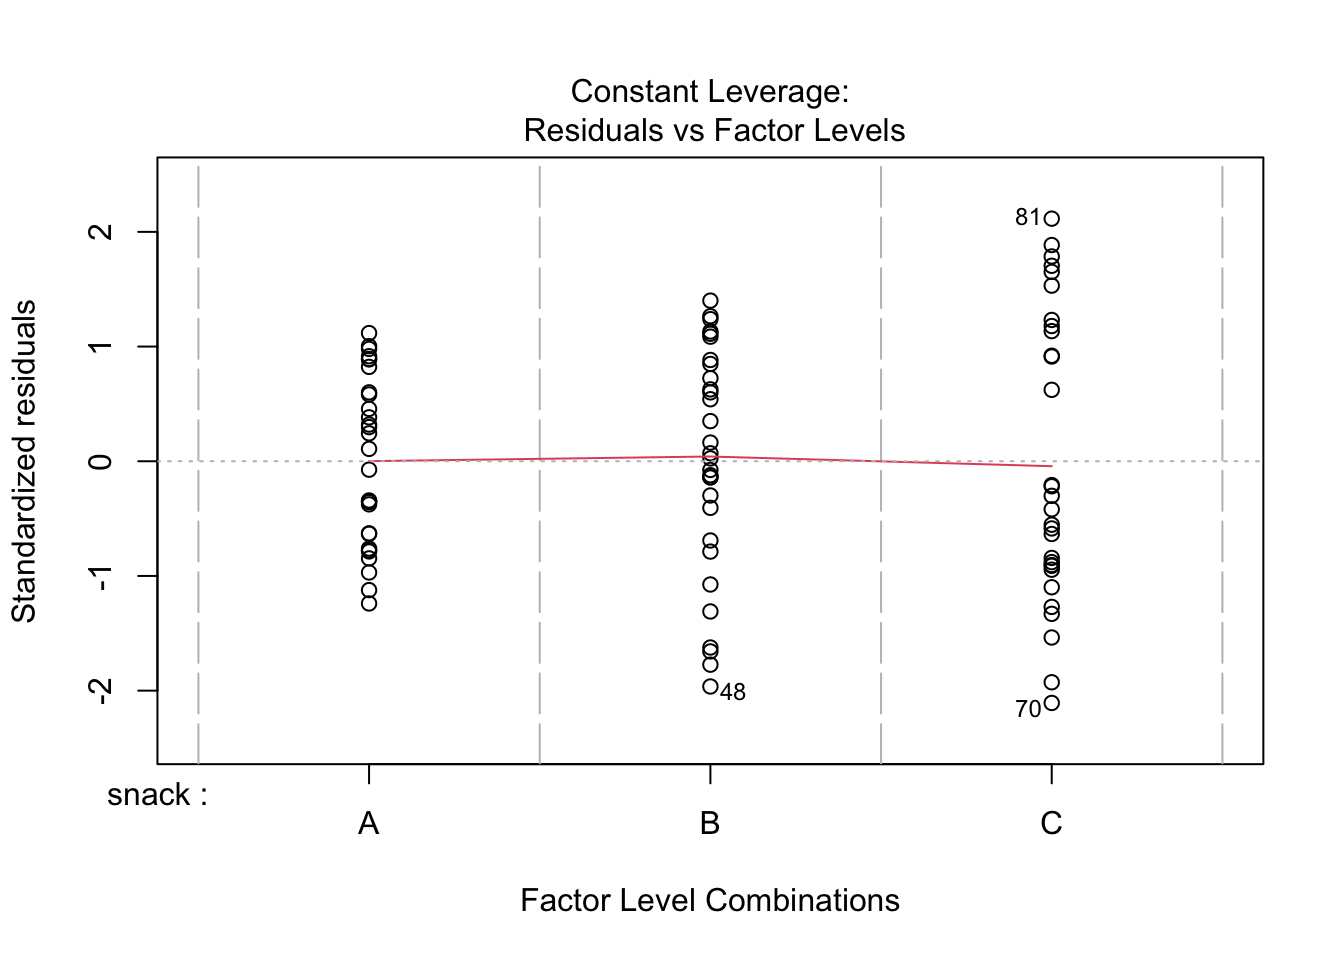 Constant Leverage:
Residuals vs Factor Levels
Standardized residuals
2
1
0
-1
-2
81
48
70
snack :
A B C
Factor Level Combinations